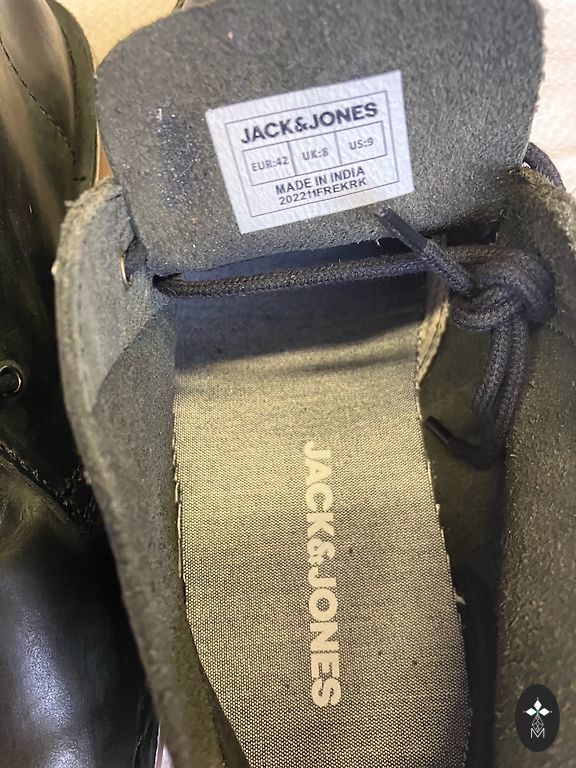 JACK&JONES
EUR:42 UK:8 US:9
MADE IN INDIA
202211FREKRK
JACK&JONES
M